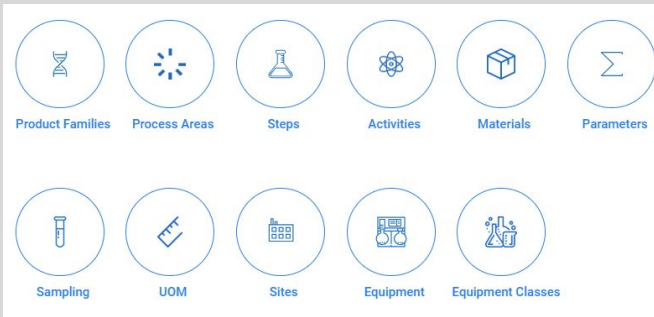 Product Families
Process Areas
Steps
Activities
Materials
Parameters
Sampling
UOM
Sites
Equipment
Equipment Classes